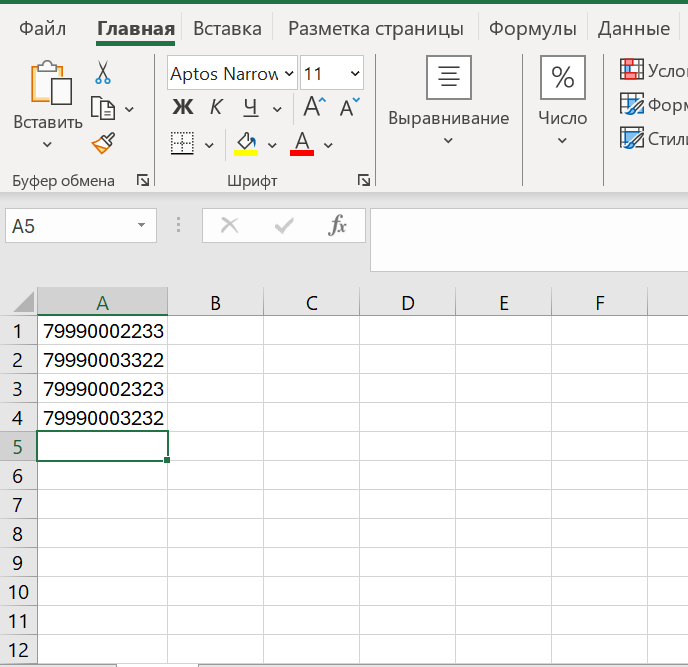 Файл Главная Вставка Разметка страницы Формулы Данные
Вставить
Буфер обмена
Aptos Narrow 11
Ж К Ч A A
A
Шрифт
Выравнивание
%
Число
Усло
Форм
Стили
A5
fx
A B C D E F
1 79990002233
2 79990003322
3 79990002323
4 79990003232
5
6
7
8
9
10
11
12